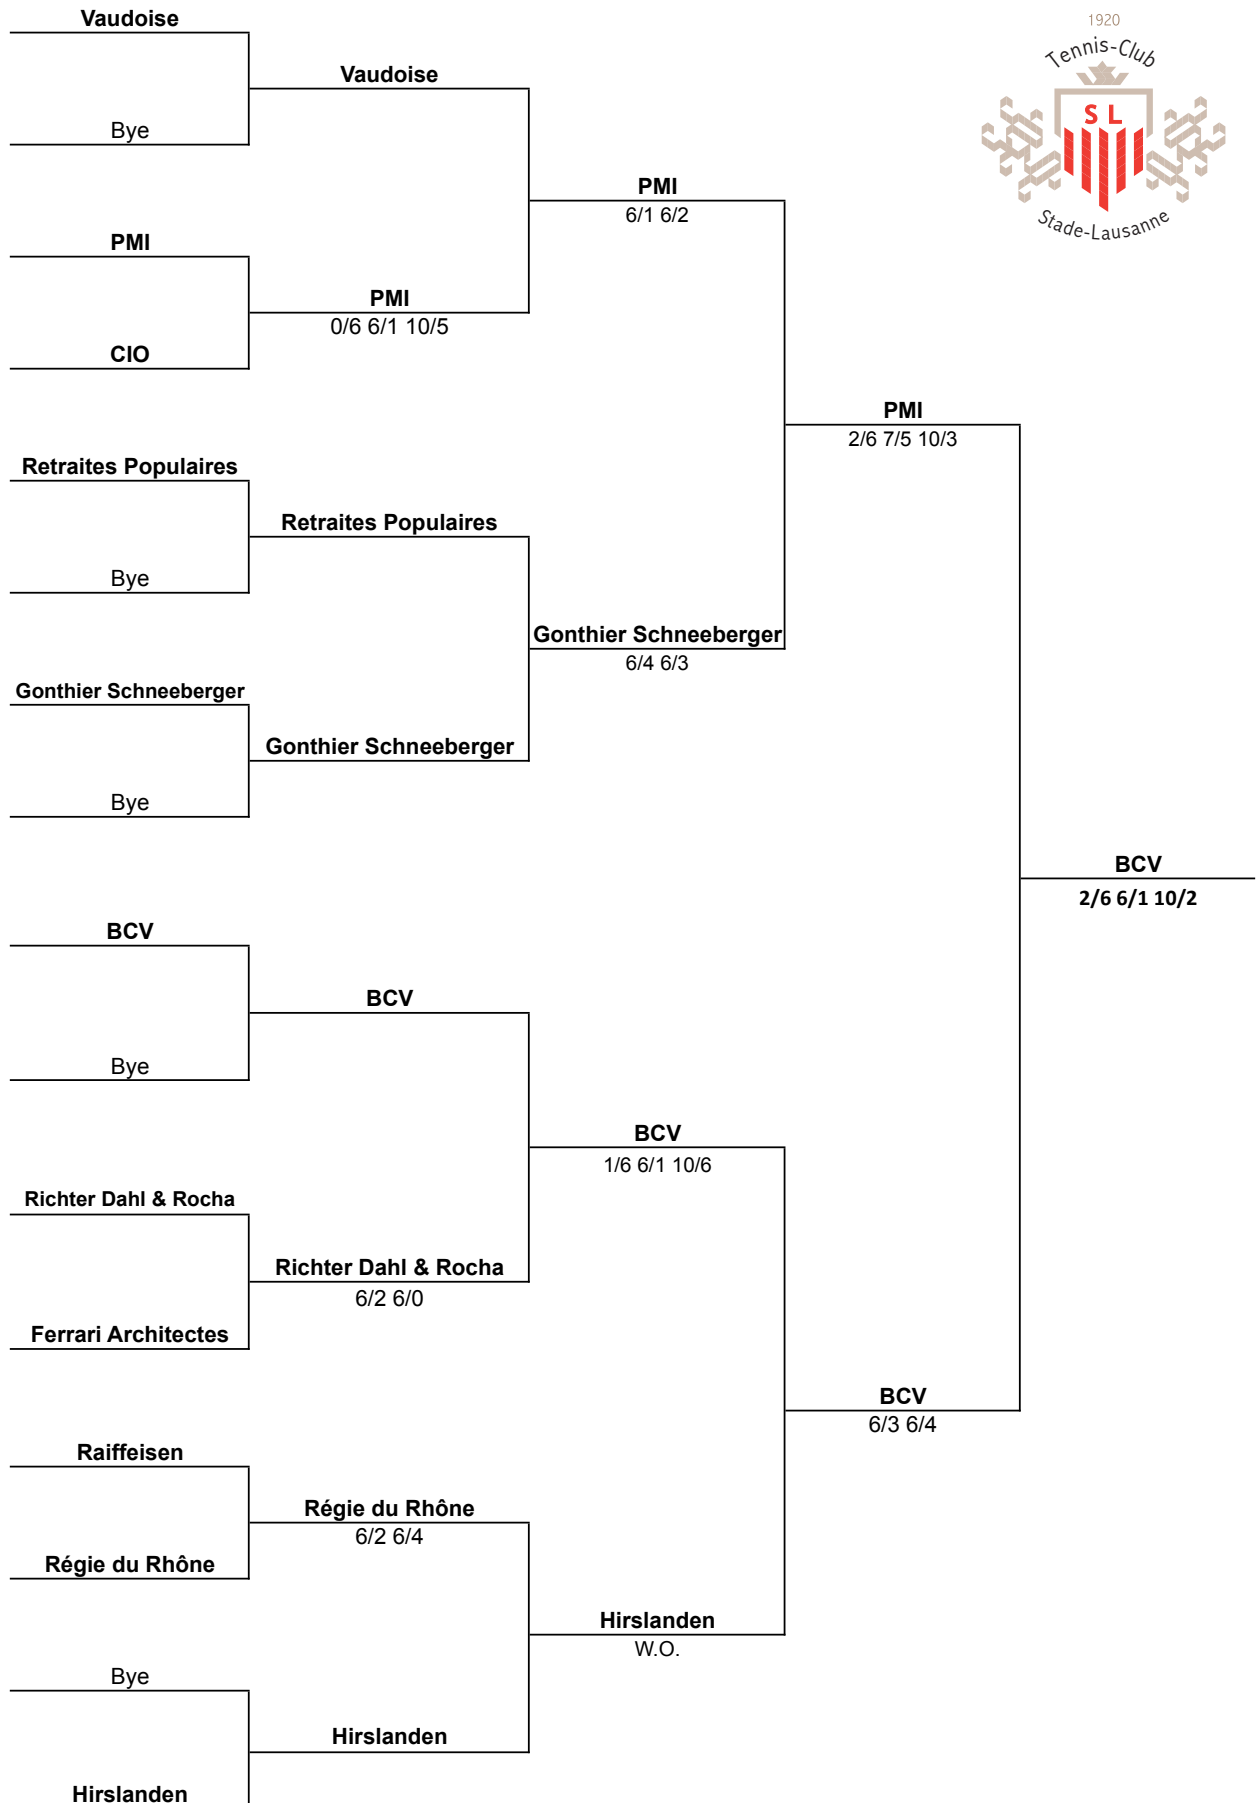 Vaudoise
1920
Tennis-Club
S L
Stade-Lausanne
Vaudoise
Bye
PMI
6/1 6/2
PMI
PMI
0/6 6/1 10/5
CIO
PMI
2/6 7/5 10/3
Retraites Populaires
Retraites Populaires
Bye
Gonthier Schneeberger
6/4 6/3
Gonthier Schneeberger
Gonthier Schneeberger
Bye
BCV
2/6 6/1 10/2
BCV
BCV
Bye
BCV
1/6 6/1 10/6
Richter Dahl & Rocha
Richter Dahl & Rocha
6/2 6/0
Ferrari Architectes
BCV
6/3 6/4
Raiffeisen
Régie du Rhône
6/2 6/4
Régie du Rhône
Hirslanden
W.O.
Bye
Hirslanden
Hirslanden